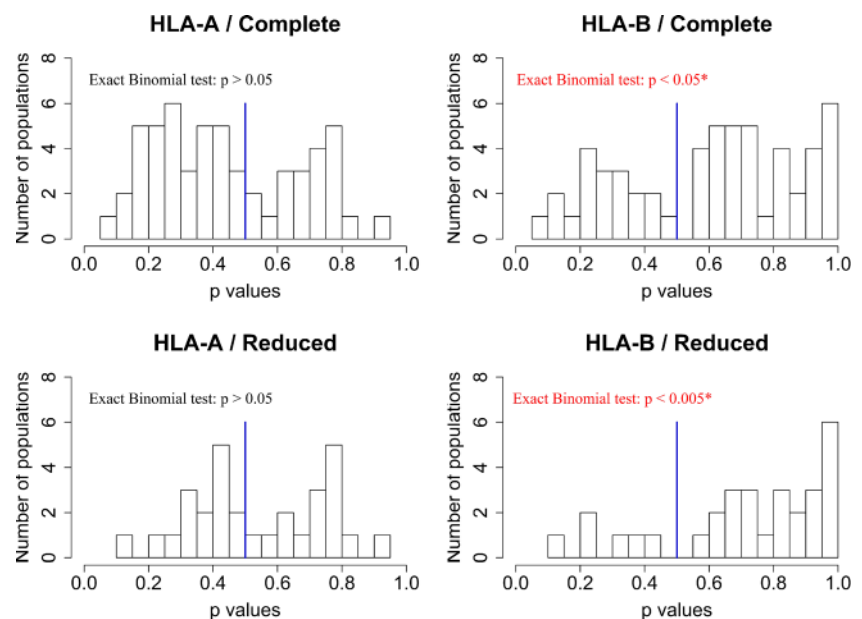 HLA-A / Complete
Number of populations
8
6
4
2
0
Exact Binomial test: p > 0.05
0.0 0.2 0.4 0.6 0.8 1.0
p values
HLA-B / Complete
Number of populations
8
6
4
2
0
Exact Binomial test: p < 0.05*
0.0 0.2 0.4 0.6 0.8 1.0
p values
HLA-A / Reduced
Number of populations
8
6
4
2
0
Exact Binomial test: p > 0.05
0.0 0.2 0.4 0.6 0.8 1.0
p values
HLA-B / Reduced
Number of populations
8
6
4
2
0
Exact Binomial test: p < 0.005*
0.0 0.2 0.4 0.6 0.8 1.0
p values